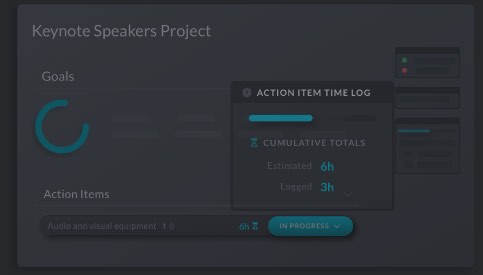 Keynote Speakers Project
Goals
ACTION ITEM TIME LOG
CUMULATIVE TOTALS
Estimated 6h
Logged 3h
Action Items
Audio and visual equipment 1
6h
IN PROGRESS